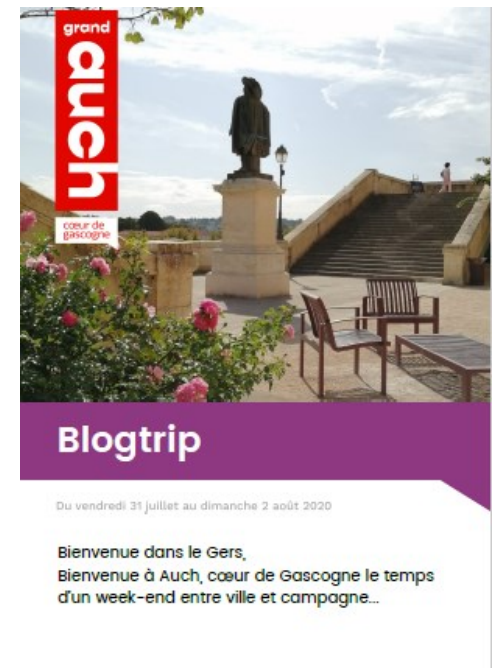 grand
auch
cœur de
gascogne
Blogtrip
Du vendredi 31 juillet au dimanche 2 août 2020
Bienvenue dans le Gers,
Bienvenue à Auch, cœur de Gascogne le temps
d'un week-end entre ville et campagne...